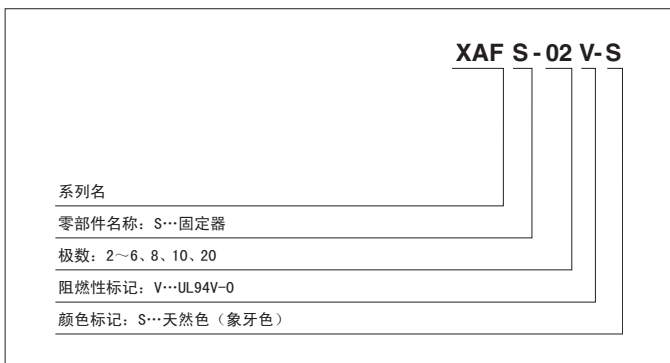 XAF S - 02 V - S
系列名
零部件名称：S…固定器
极数：2～6、8、10、20
阻燃性标记：V…UL94V-0
颜色标记：S…天然色（象牙色）